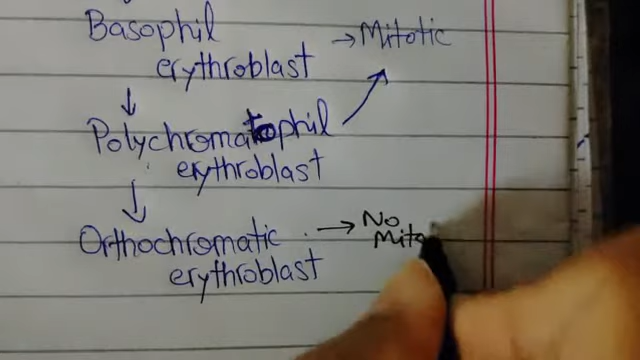 Basophil
erythroblast → Mitotic
↓
Polychromatophil
erythroblast
↓
Orthochromatic → No
erythroblast